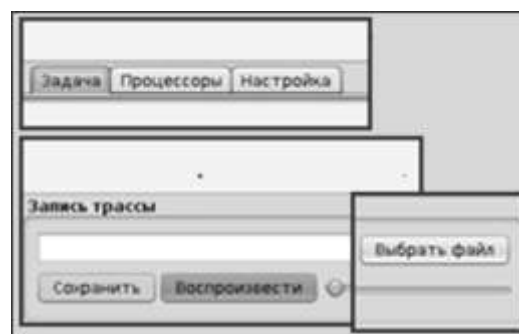 Задача Процессоры Настройка
Запись трассы
Выбрать файл
Сохранить Воспроизвести